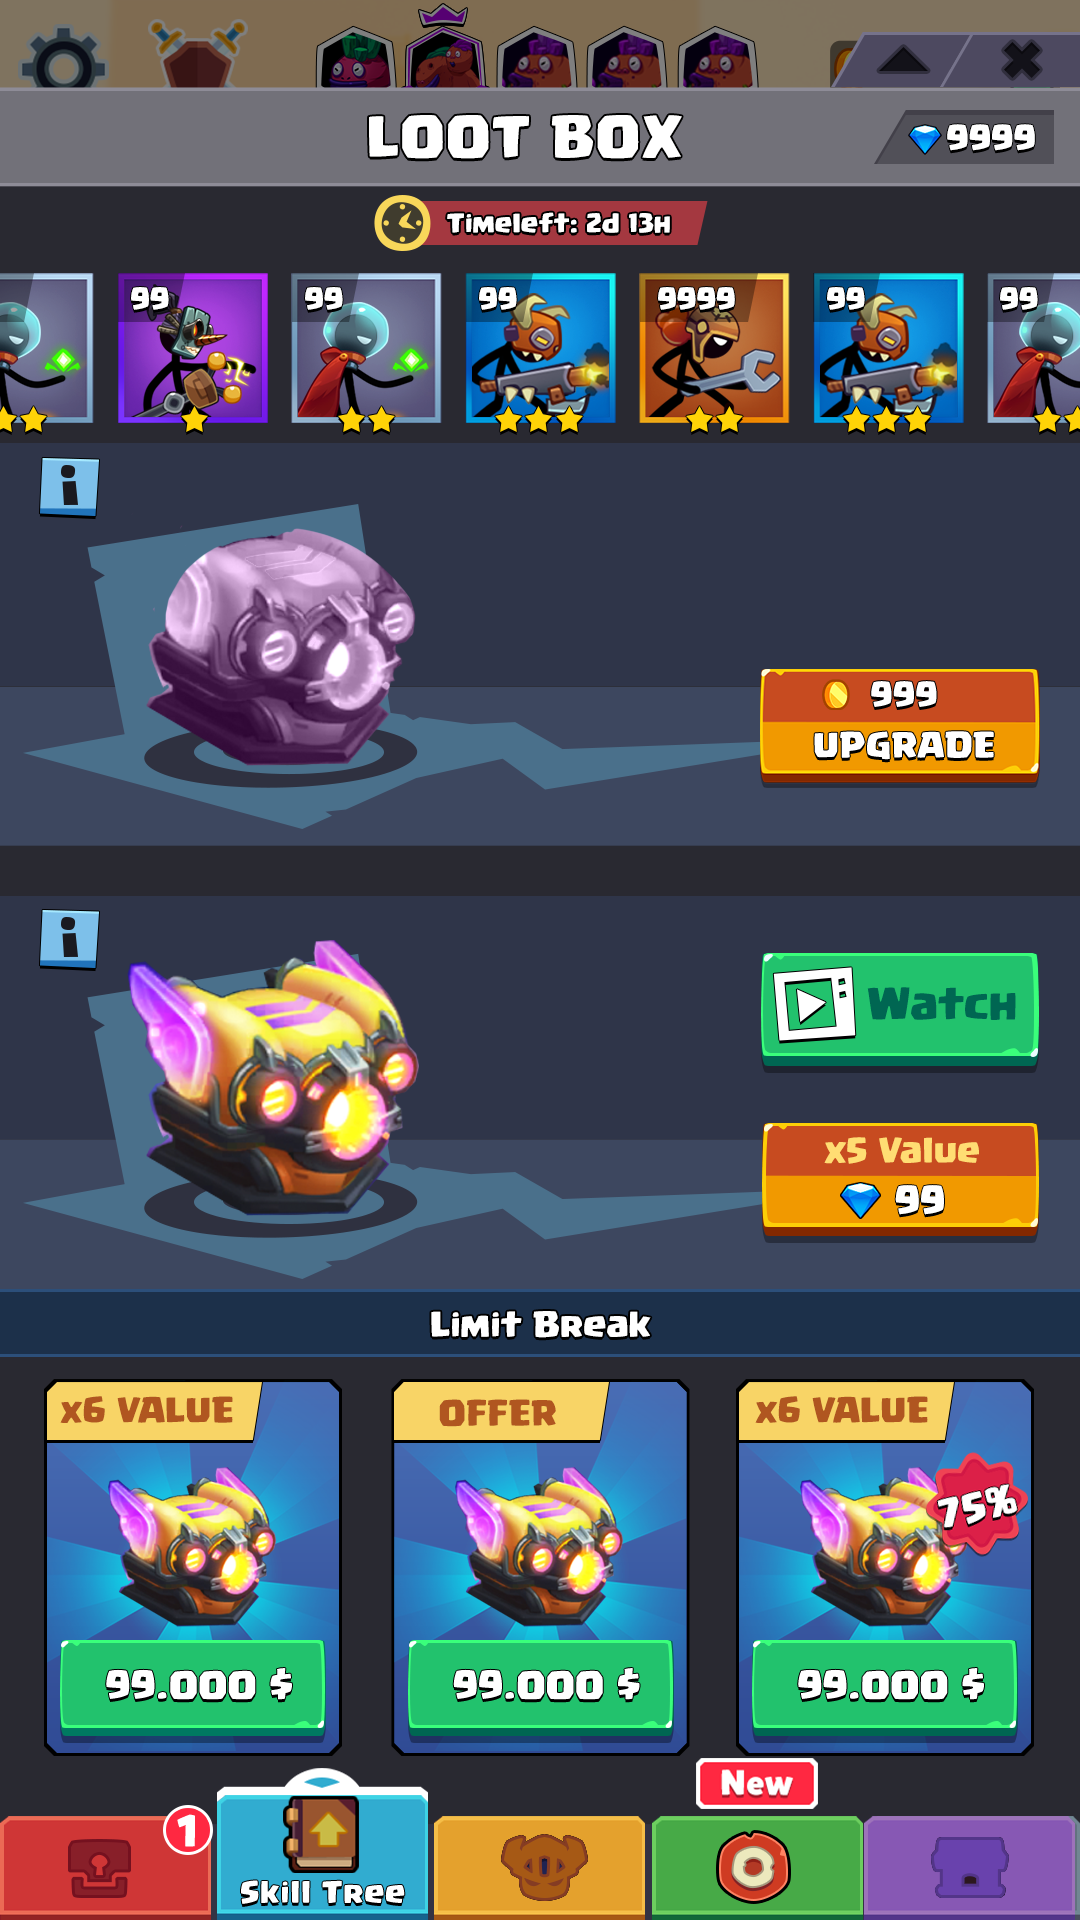 LOOT BOX
9999
Timeleft: 2d 13H
99
99
99
9999
99
99
i
999
UPGRADE
i
Watch
x5 Value
99
Limit Break
x6 VALUE
OFFER
x6 VALUE
75%
99.000 $
99.000 $
99.000 $
New
1
Skill Tree